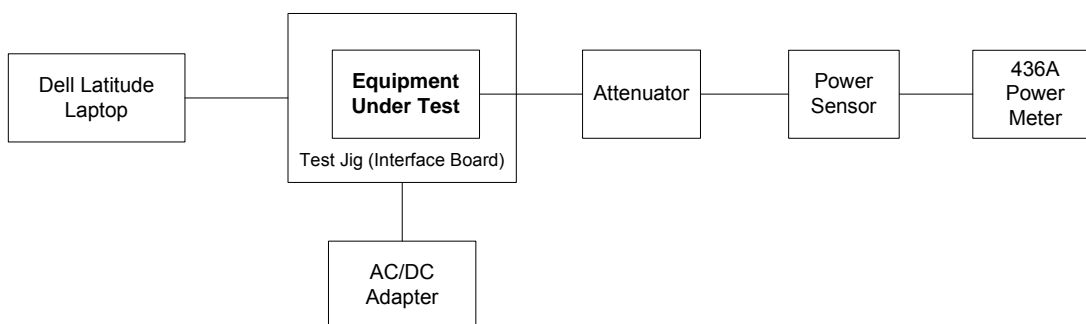 Dell Latitude
Laptop
Equipment
Under Test
Test Jig (Interface Board)
Attenuator
Power
Sensor
436A
Power
Meter
AC/DC
Adapter